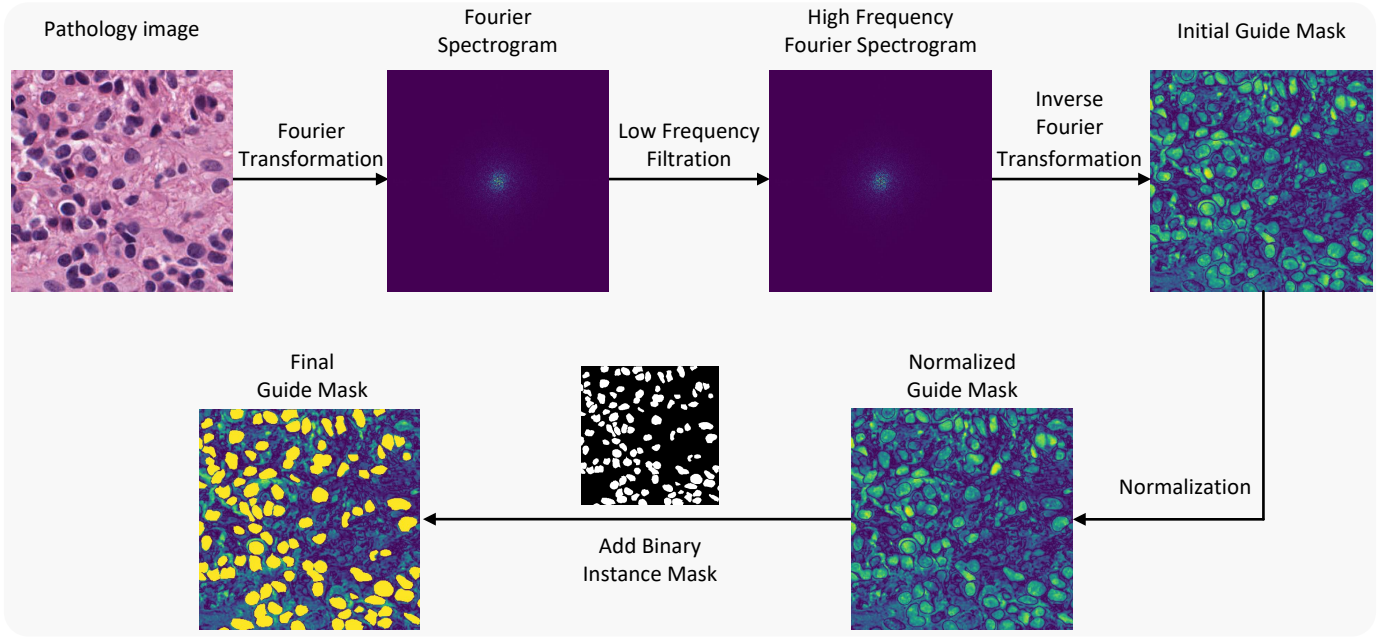 Pathology image
Fourier
Spectrogram
High Frequency
Fourier Spectrogram
Initial Guide Mask
Fourier
Transformation
Low Frequency
Filtration
Inverse
Fourier
Transformation
Final
Guide Mask
Normalized
Guide Mask
Normalization
Add Binary
Instance Mask